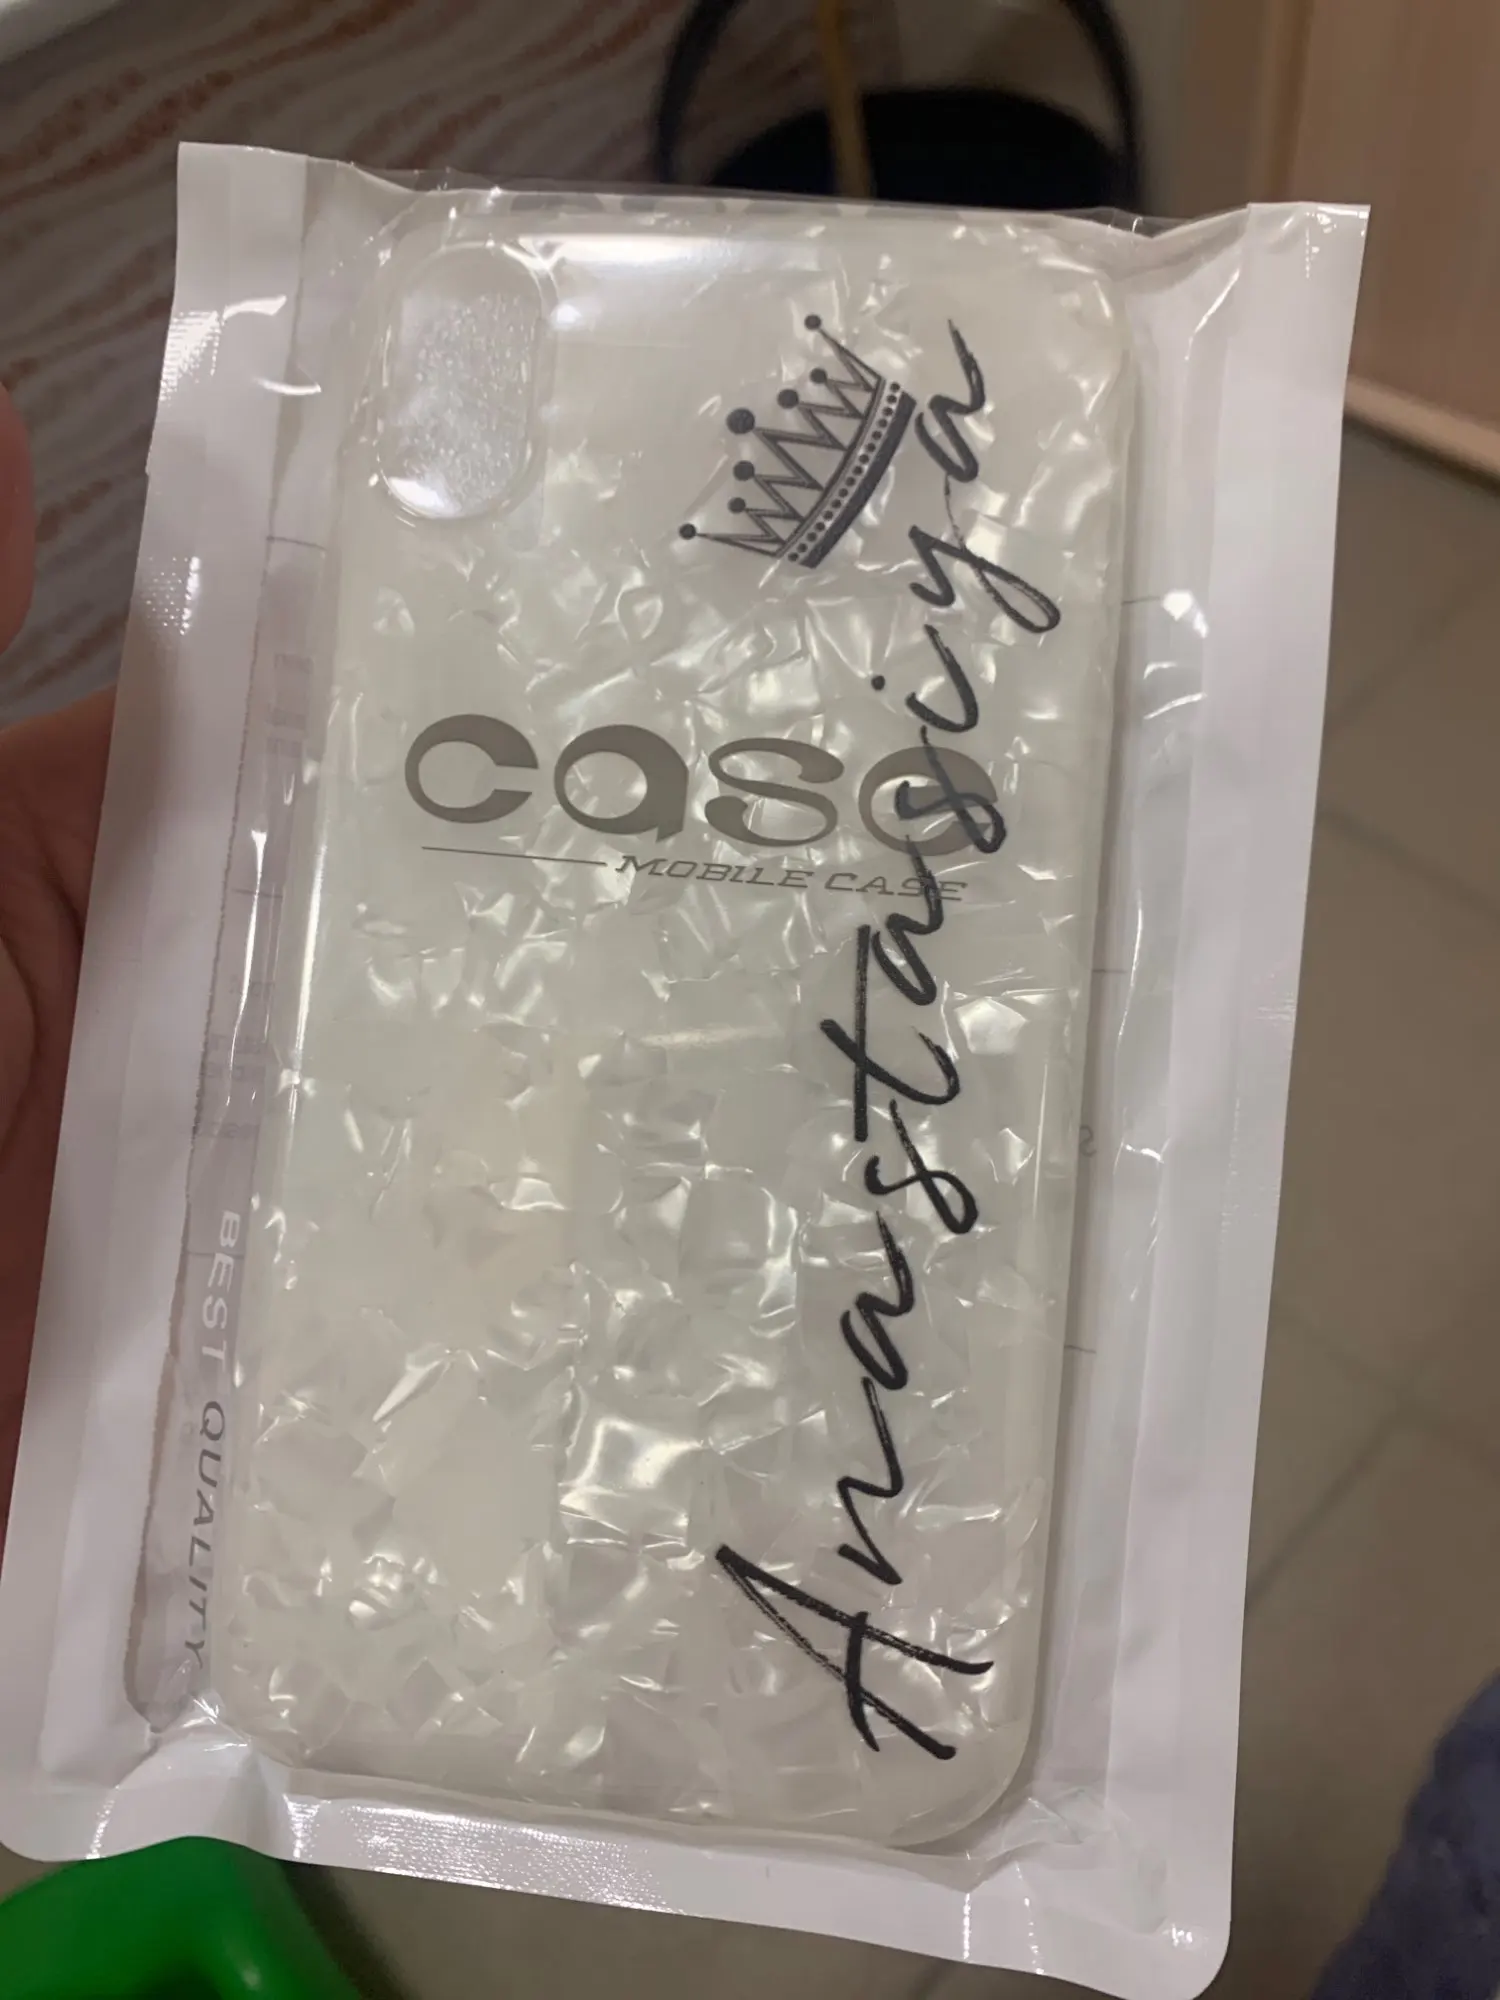 case
MOBILE CASE
Anastasiya
BEST QUALITY